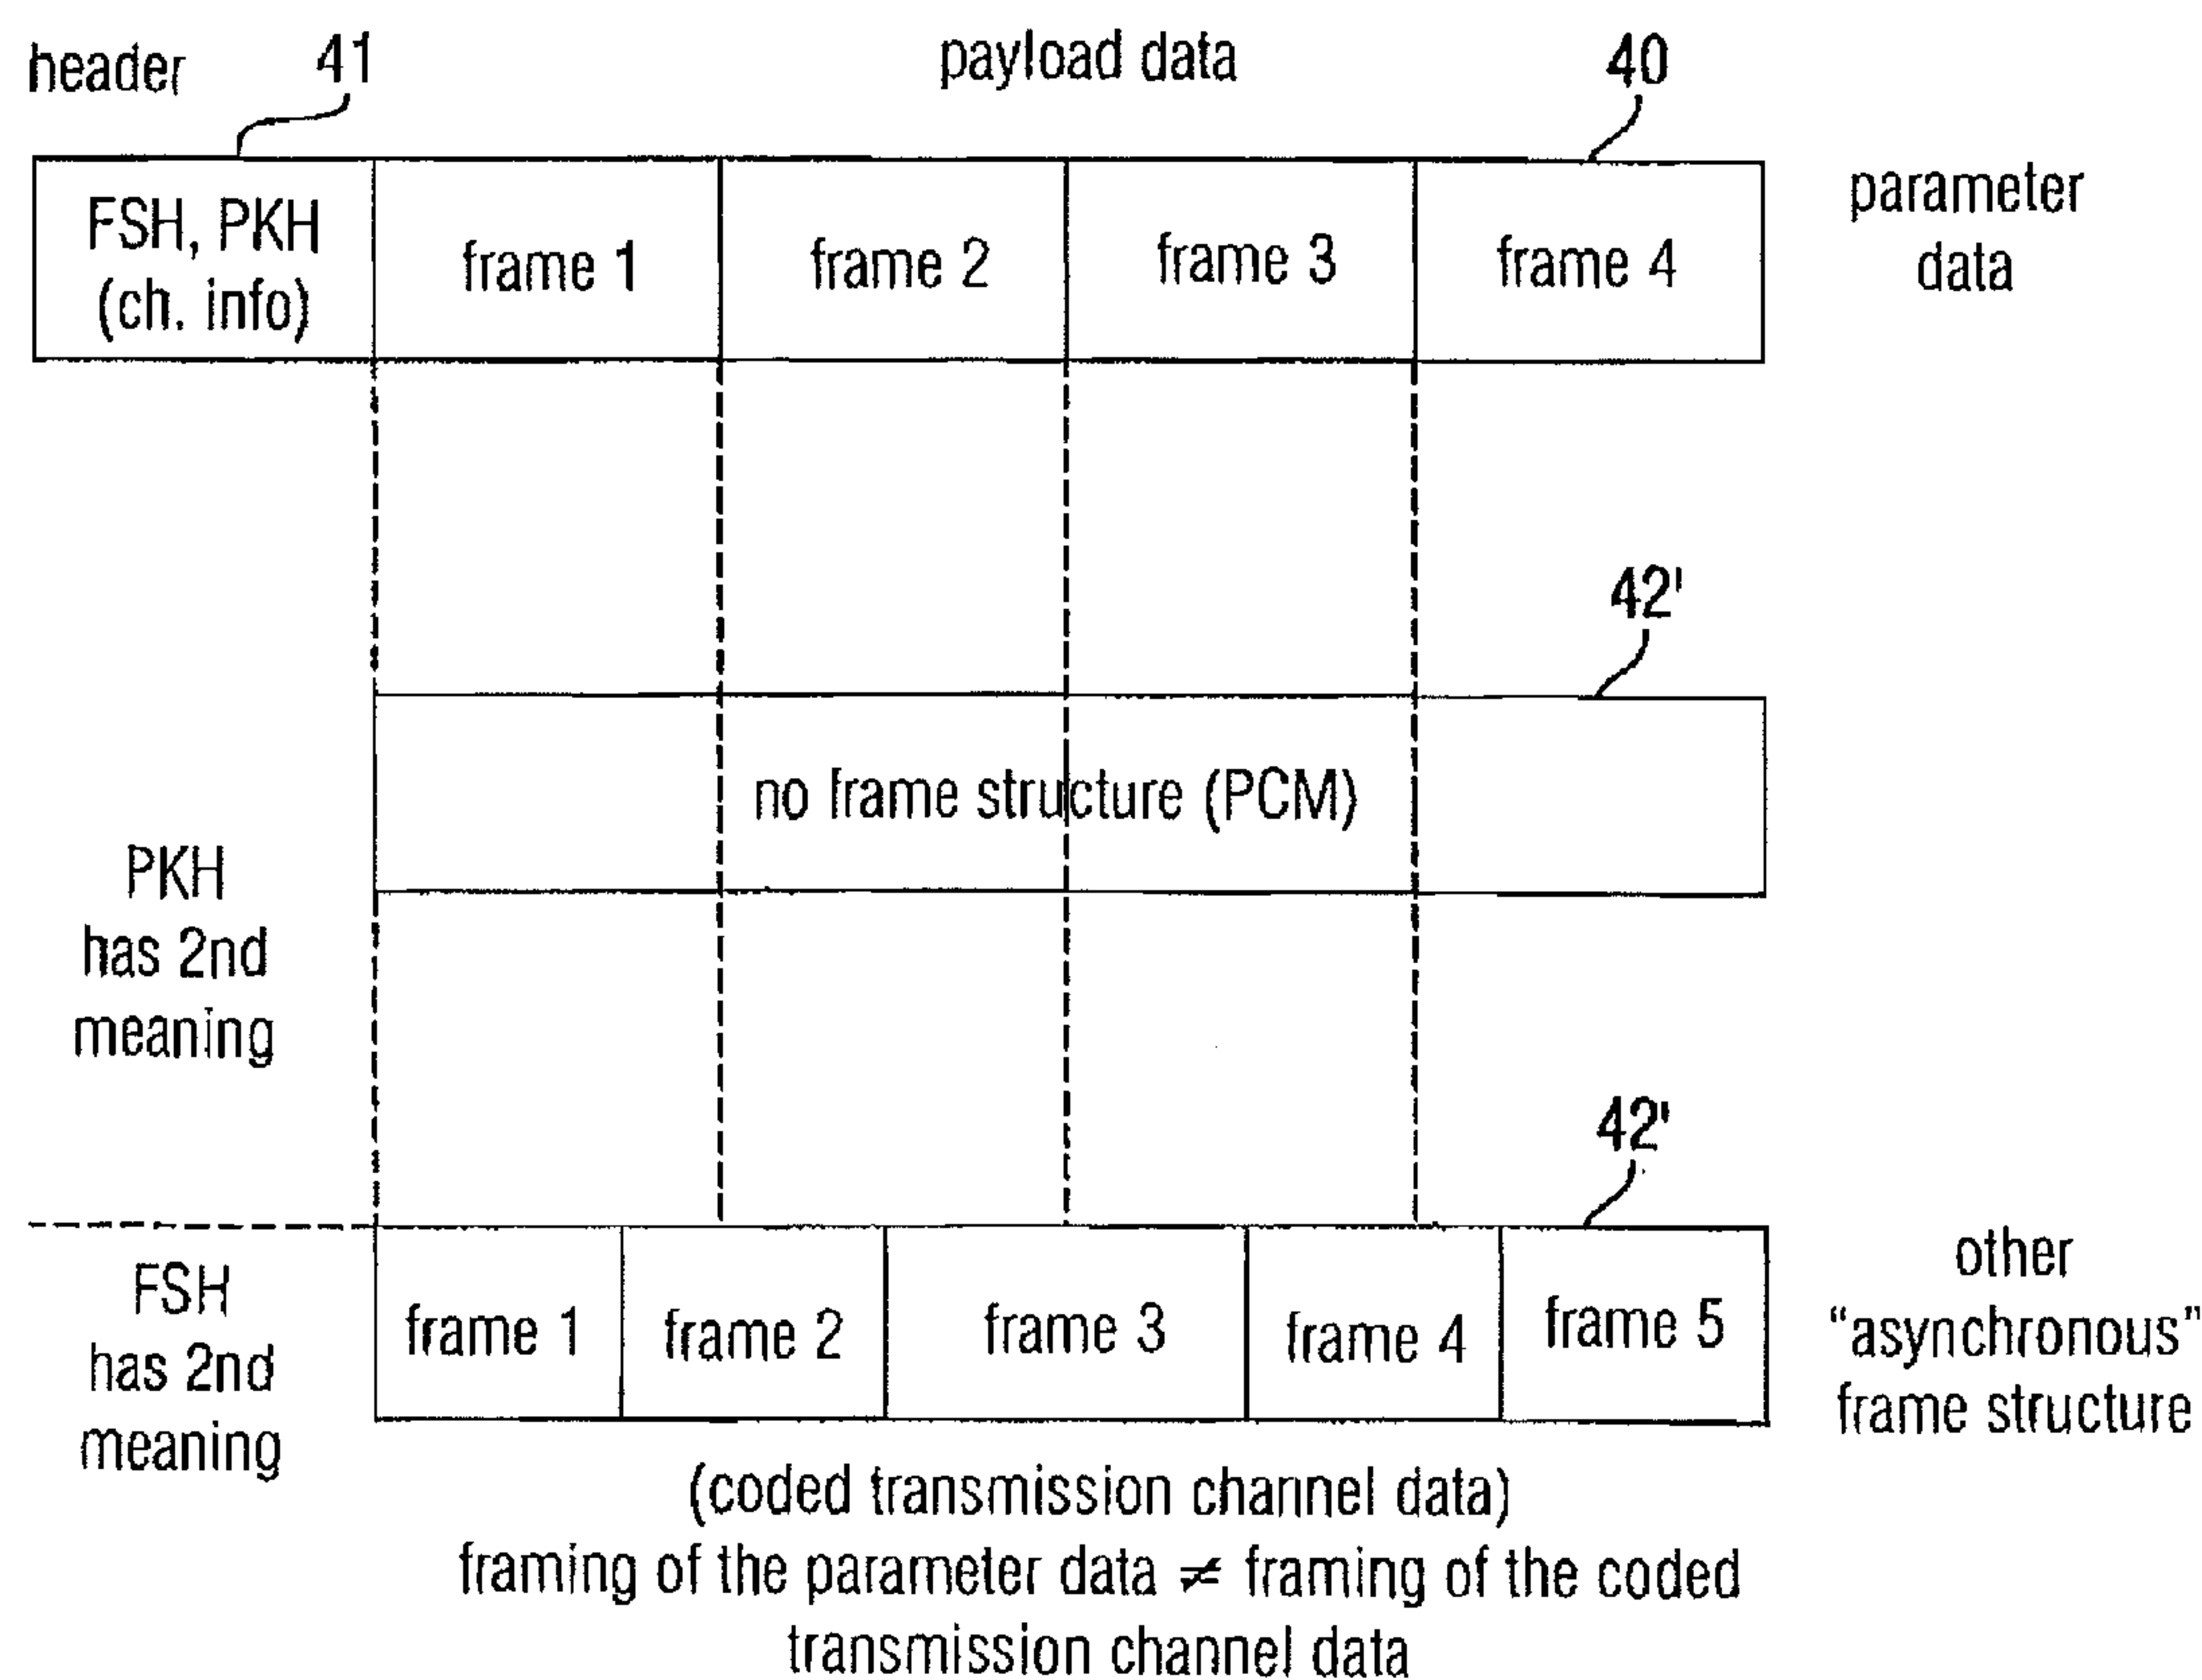 header 41 payload data 40
FSH, PKH
(ch. info)
frame 1 frame 2 frame 3 frame 4
parameter
data
42'
no frame structure (PCM)
PKH
has 2nd
meaning
42'
FSH
has 2nd
meaning
frame 1 frame 2 frame 3 frame 4 frame 5
other
“asynchronous”
frame structure
(coded transmission channel data)
framing of the parameter data ≠ framing of the coded
transmission channel data